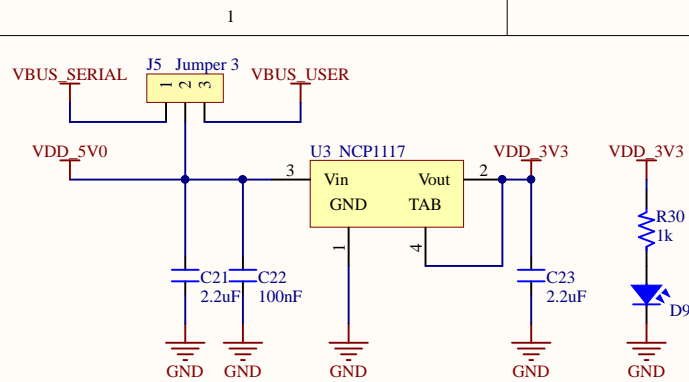 1
J5 Jumper 3
VBUS_SERIAL
VBUS_USER
1 2 3
VDD_5V0
U3 NCP1117
VDD_3V3
VDD_3V3
3
Vin
Vout
2
GND
TAB
1
4
R30
1k
C21
2.2uF
C22
100nF
C23
2.2uF
D9
GND
GND
GND
GND
GND